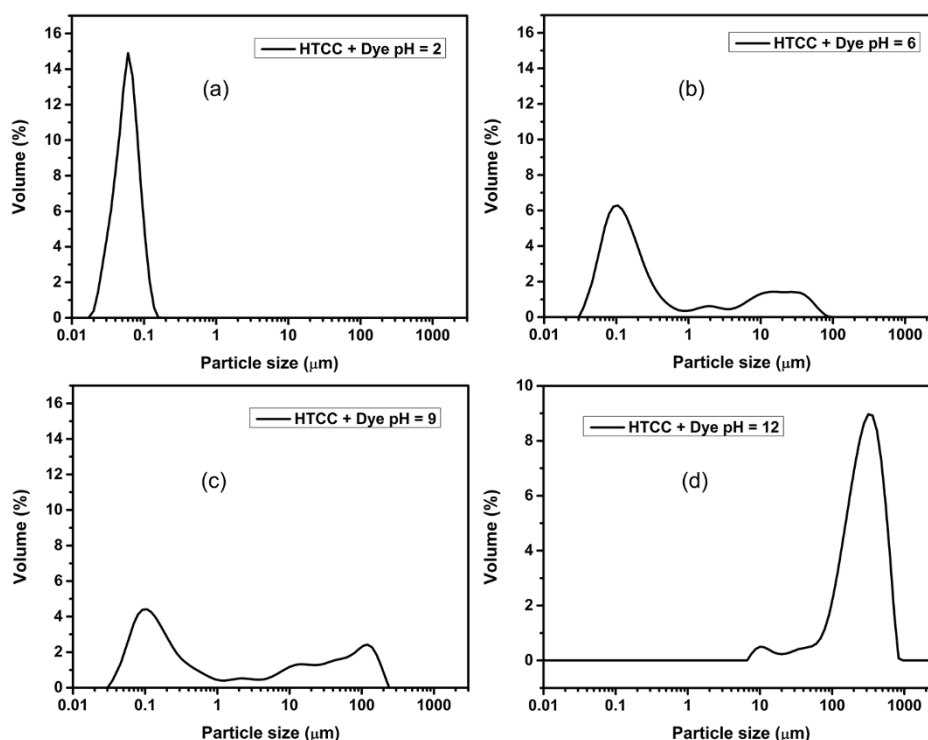 HTCC + Dye pH = 2
(a)
Volume (%)
16
14
12
10
8
6
4
2
0
0.01 0.1 1 10 100 1000
Particle size (μm)
HTCC + Dye pH = 6
(b)
Volume (%)
16
14
12
10
8
6
4
2
0
0.01 0.1 1 10 100 1000
Particle size (μm)
HTCC + Dye pH = 9
(c)
Volume (%)
16
14
12
10
8
6
4
2
0
0.01 0.1 1 10 100 1000
Particle size (μm)
HTCC + Dye pH = 12
(d)
Volume (%)
10
8
6
4
2
0
0.01 0.1 1 10 100 1000
Particle size (μm)